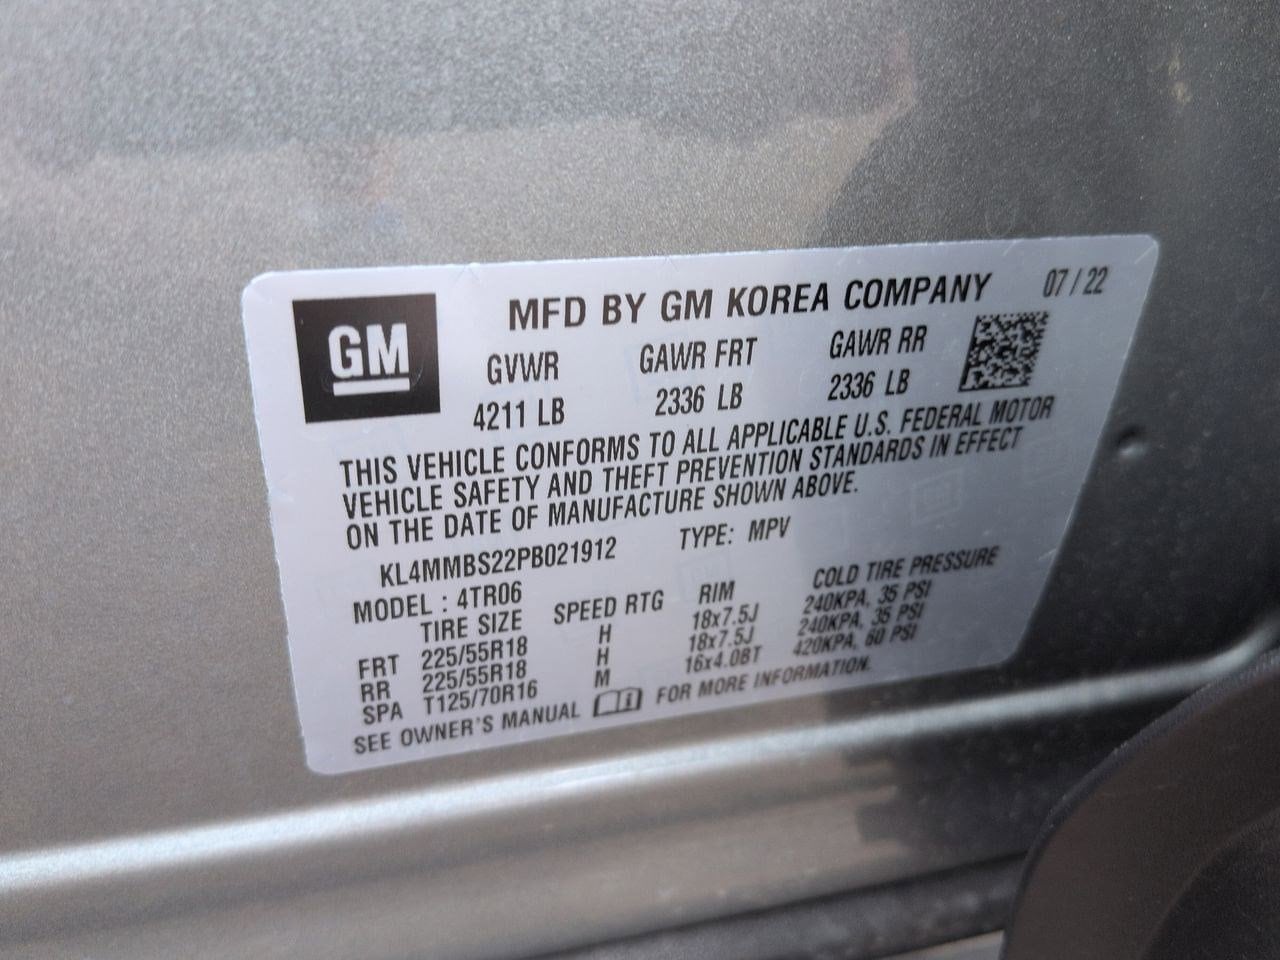 GM
MFD BY GM KOREA COMPANY 07 / 22
GVWR GAWR FRT GAWR RR
4211 LB 2336 LB 2336 LB
THIS VEHICLE CONFORMS TO ALL APPLICABLE U.S. FEDERAL MOTOR
VEHICLE SAFETY AND THEFT PREVENTION STANDARDS IN EFFECT
ON THE DATE OF MANUFACTURE SHOWN ABOVE.
KL4MMBS22PB021912 TYPE: MPV
MODEL : 4TR06
TIRE SIZE SPEED RTG RIM COLD TIRE PRESSURE
FRT 225/55R18 H 18x7.5J 240KPA, 35 PSI
RR 225/55R18 H 18x7.5J 240KPA, 35 PSI
SPA T125/70R16 M 16x4.0BT 420KPA, 60 PSI
SEE OWNER'S MANUAL FOR MORE INFORMATION.